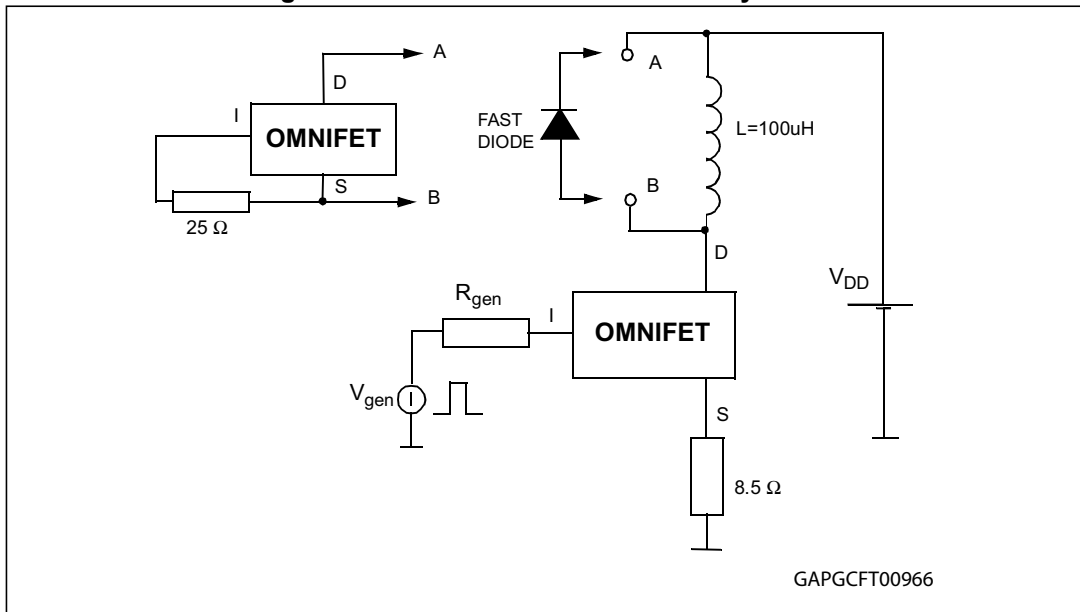 A
D
I
OMNIFET
S
B
25 Ω
FAST
DIODE
A
B
L=100uH
D
V_DD
R_gen
I
OMNIFET
V_gen
S
8.5 Ω
GAPGCFT00966